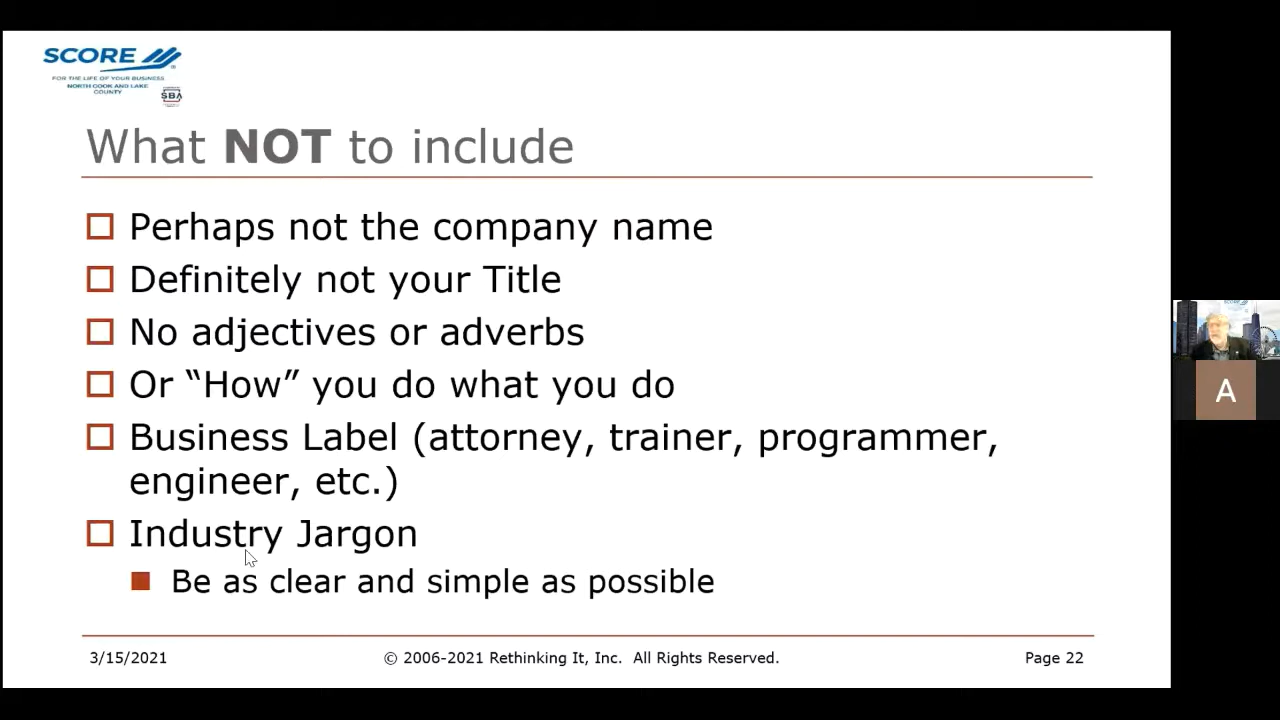 SCORE
FOR THE LIFE OF YOUR BUSINESS
NORTH COOK AND LAKE
COUNTY
SBA
What NOT to include
Perhaps not the company name
Definitely not your Title
No adjectives or adverbs
Or “How” you do what you do
Business Label (attorney, trainer, programmer,
engineer, etc.)
Industry Jargon
Be as clear and simple as possible
3/15/2021
© 2006-2021 Rethinking It, Inc.  All Rights Reserved.
Page 22
A